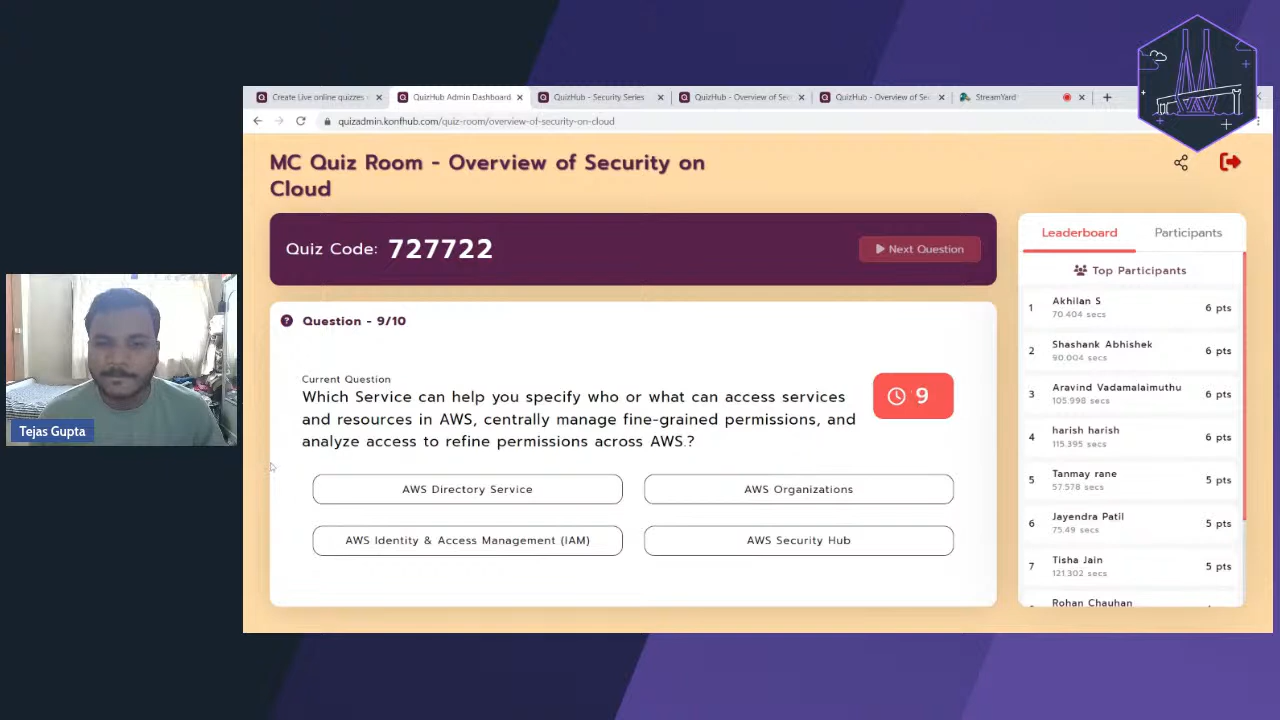 Create Live online quizzes
QuizHub Admin Dashboard
QuizHub - Security Series
QuizHub - Overview of Sec
QuizHub - Overview of Se
StreamYard
quizadmin.konfhub.com/quiz-room/overview-of-security-on-cloud
MC Quiz Room - Overview of Security on
Cloud
Quiz Code: 727722
Next Question
Question - 9/10
Current Question
Which Service can help you specify who or what can access services
and resources in AWS, centrally manage fine-grained permissions, and
analyze access to refine permissions across AWS.?
9
AWS Directory Service
AWS Organizations
AWS Identity & Access Management (IAM)
AWS Security Hub
Leaderboard
Participants
Top Participants
1 Akhilan S 6 pts
70.404 secs
2 Shashank Abhishek 6 pts
90.004 secs
3 Aravind Vadamalaimuthu 6 pts
105.998 secs
4 harish harish 6 pts
115.395 secs
5 Tanmay rane 5 pts
57.578 secs
6 Jayendra Patil 5 pts
75.49 secs
7 Tisha Jain 5 pts
121.302 secs
Rohan Chauhan
Tejas Gupta